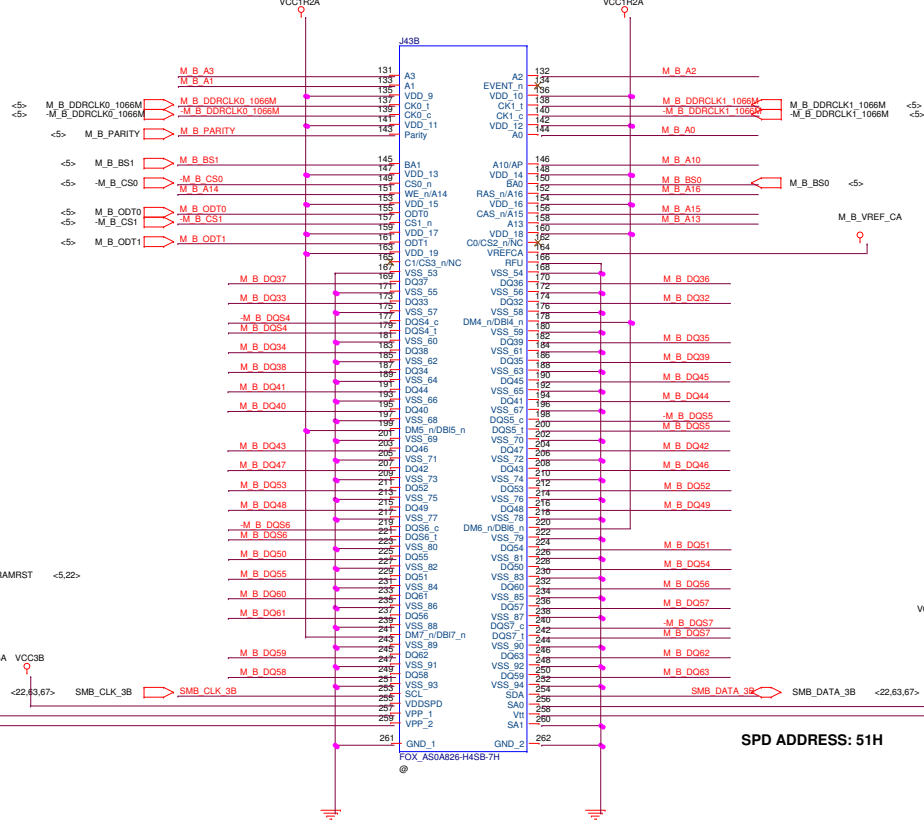 VCC1R2A VCC1R2A
J43B
M_B_A3 131 A3 A2 132 M_B_A2
M_B_A1 133 A1 EVENT_n 134
135 VDD_9 VDD_10 136
<5> M_B_DDRCLK0_1066M M_B_DDRCLK0_1066M 137 CK0_t CK1_t 138 M_B_DDRCLK1_1066M M_B_DDRCLK1_1066M <5>
<5> -M_B_DDRCLK0_1066M -M_B_DDRCLK0_1066M 139 CK0_c CK1_c 140 -M_B_DDRCLK1_1066M -M_B_DDRCLK1_1066M <5>
141 VDD_11 VDD_12 142
<5> M_B_PARITY M_B_PARITY 143 Parity A0 144 M_B_A0
<5> M_B_BS1 M_B_BS1 145 BA1 A10/AP 146 M_B_A10
147 VDD_13 VDD_14 148
<5> -M_B_CS0 -M_B_CS0 149 CS0_n BA0 150 M_B_BS0 M_B_BS0 <5>
M_B_A14 151 WE_n/A14 RAS_n/A16 152 M_B_A16
153 VDD_15 VDD_16 154
<5> M_B_ODT0 M_B_ODT0 155 ODT0 CAS_n/A15 156 M_B_A15
<5> -M_B_CS1 -M_B_CS1 157 CS1_n A13 158 M_B_A13
M_B_VREF_CA
159 VDD_17 VDD_18 160
<5> M_B_ODT1 M_B_ODT1 161 ODT1 C0/CS2_n/NC 162
163 VDD_19 VREFCA 164
165 C1/CS3_n/NC RFU 166
167 VSS_53 VSS_54 168
M_B_DQ37 169 DQ37 DQ36 170 M_B_DQ36
171 VSS_55 VSS_56 172
M_B_DQ33 173 DQ33 DQ32 174 M_B_DQ32
175 VSS_57 VSS_58 176
-M_B_DQS4 177 DQS4_c DM4_n/DBI4_n 178
M_B_DQS4 179 DQS4_t VSS_59 180
181 VSS_60 DQ39 182 M_B_DQ35
M_B_DQ34 183 DQ38 VSS_61 184
185 VSS_62 DQ35 186 M_B_DQ39
M_B_DQ38 187 DQ34 VSS_63 188
189 VSS_64 DQ45 190 M_B_DQ45
M_B_DQ41 191 DQ44 VSS_65 192
193 VSS_66 DQ41 194 M_B_DQ44
M_B_DQ40 195 DQ40 VSS_67 196
197 VSS_68 DQS5_c 198 -M_B_DQS5
199 DM5_n/DBI5_n DQS5_t 200 M_B_DQS5
201 VSS_69 VSS_70 202
M_B_DQ43 203 DQ46 DQ47 204 M_B_DQ42
205 VSS_71 VSS_72 206
M_B_DQ47 207 DQ42 DQ43 208 M_B_DQ46
209 VSS_73 VSS_74 210
M_B_DQ53 211 DQ52 DQ53 212 M_B_DQ52
213 VSS_75 VSS_76 214
M_B_DQ48 215 DQ49 DQ48 216 M_B_DQ49
217 VSS_77 VSS_78 218
-M_B_DQS6 219 DQS6_c DM6_n/DBI6_n 220
M_B_DQS6 221 DQS6_t VSS_79 222
223 VSS_80 DQ54 224 M_B_DQ51
M_B_DQ50 225 DQ55 VSS_81 226
227 VSS_82 DQ50 228 M_B_DQ54
RAMRST <5,22> M_B_DQ55 229 DQ51 VSS_83 230
231 VSS_84 DQ60 232 M_B_DQ56
M_B_DQ60 233 DQ61 VSS_85 234
235 VSS_86 DQ57 236 M_B_DQ57
M_B_DQ61 237 DQ56 VSS_87 238
239 VSS_88 DQS7_c 240 -M_B_DQS7
241 DM7_n/DBI7_n DQS7_t 242 M_B_DQS7
243 VSS_89 VSS_90 244
M_B_DQ59 245 DQ62 DQ63 246 M_B_DQ62
A VCC3B 247 VSS_91 VSS_92 248
M_B_DQ58 249 DQ58 DQ59 250 M_B_DQ63
251 VSS_93 VSS_94 252
<22,63,67> SMB_CLK_3B SMB_CLK_3B 253 SCL SDA 254 SMB_DATA_3B SMB_DATA_3B <22,63,67>
255 VDDSPD SA0 256
257 VPP_1 Vtt 258
259 VPP_2 SA1 260
261 GND_1 GND_2 262
SPD ADDRESS: 51H
FOX_AS0A826-H4SB-7H
@